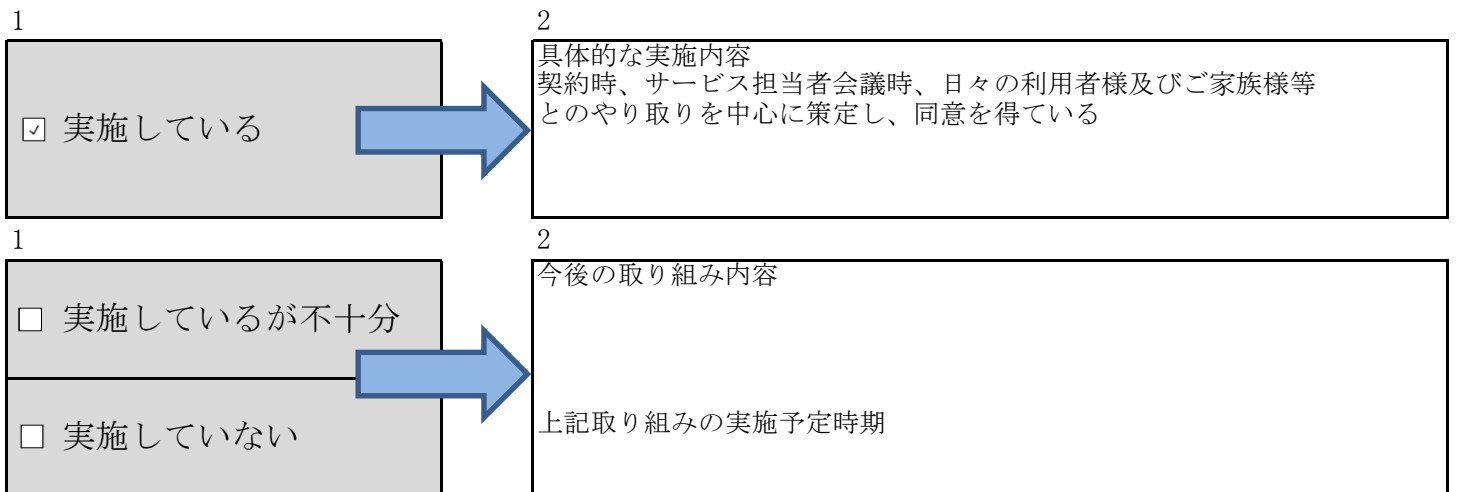 1
2
☑ 実施している
具体的な実施内容
契約時、サービス担当者会議時、日々の利用者様及びご家族様等
とのやり取りを中心に策定し、同意を得ている
1
2
□ 実施しているが不十分
□ 実施していない
今後の取り組み内容
上記取り組みの実施予定時期